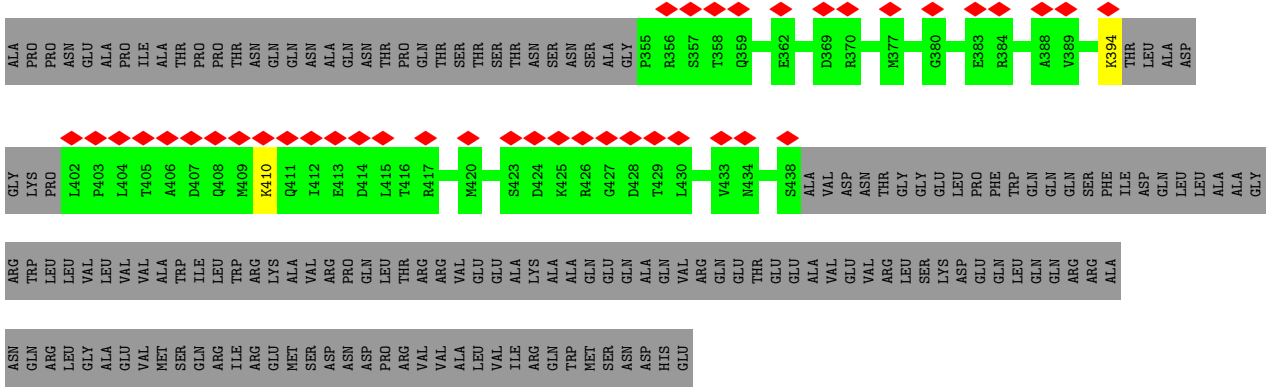 ALA PRO PRO ASN GLU ALA PRO ILE ALA THR PRO PRO THR ASN GLN GLN ASN ALA GLN ASN THR PRO GLN THR SER THR SER THR ASN SER ASN SER ALA GLY P355 R356 S357 T358 Q359 E362 D369 R370 M377 G380 E383 R384 A388 V389 K394 THR LEU ALA ASP
GLY LYS PRO L402 P403 L404 T405 A406 D407 Q408 M409 K410 Q411 I412 E413 D414 L415 T416 R417 M420 S423 D424 K425 R426 G427 D428 T429 L430 V433 N434 S438 ALA VAL ASP ASN THR GLY GLY GLU LEU PRO PHE TRP GLN GLN GLN SER PHE ILE ASP GLN LEU LEU ALA ALA GLY
ARG TRP LEU LEU VAL LEU VAL VAL ALA TRP ILE LEU TRP ARG LYS ALA VAL ARG PRO GLN LEU THR ARG ARG VAL GLU GLU ALA LYS ALA ALA GLN GLU GLN ALA GLN VAL ARG GLN GLU THR GLU GLU ALA VAL GLU VAL ARG LEU SER LYS ASP GLU GLN LEU GLN GLN ARG ARG ALA
ASN GLN ARG LEU GLY ALA GLU VAL MET SER GLN ARG ILE ARG GLU MET SER ASP ASN ASP PRO ARG VAL VAL ALA LEU VAL ILE ARG GLN TRP MET SER ASN ASP HIS GLU